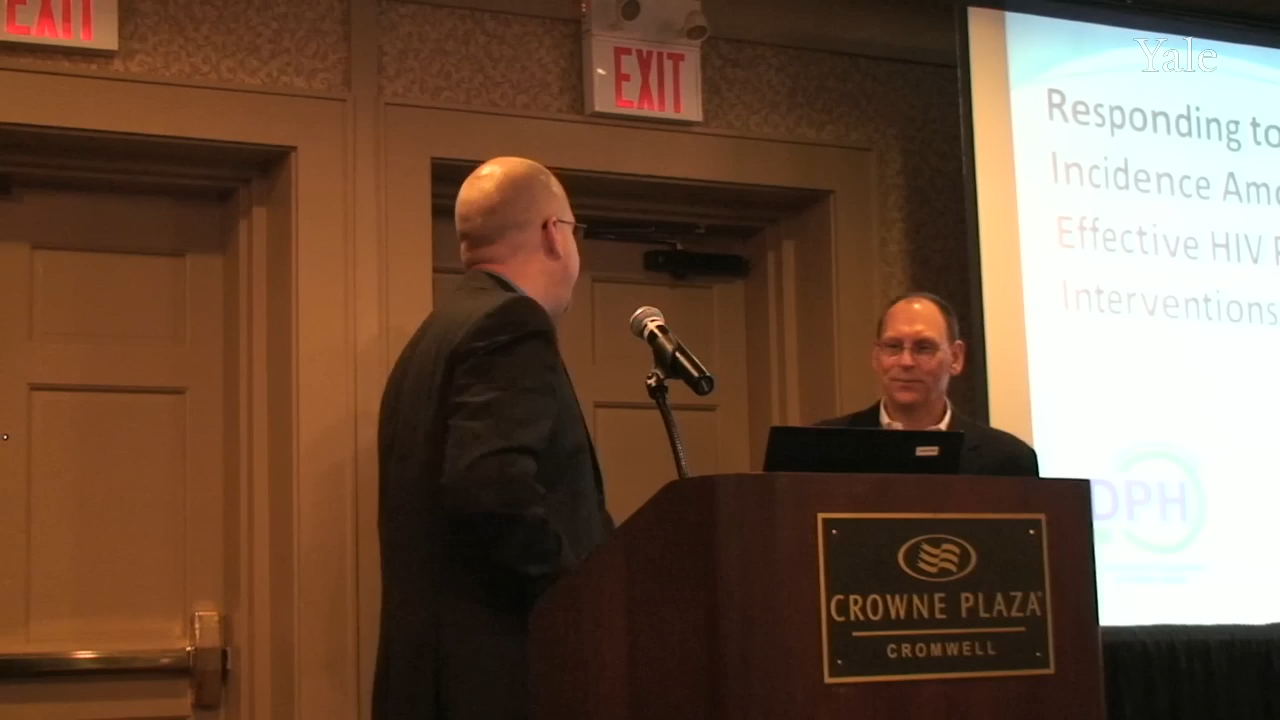 EXIT
EXIT
Yale
Responding to
Incidence Amo
Effective HIV
Interventions
DPH
CROWNE PLAZA
CROMWELL